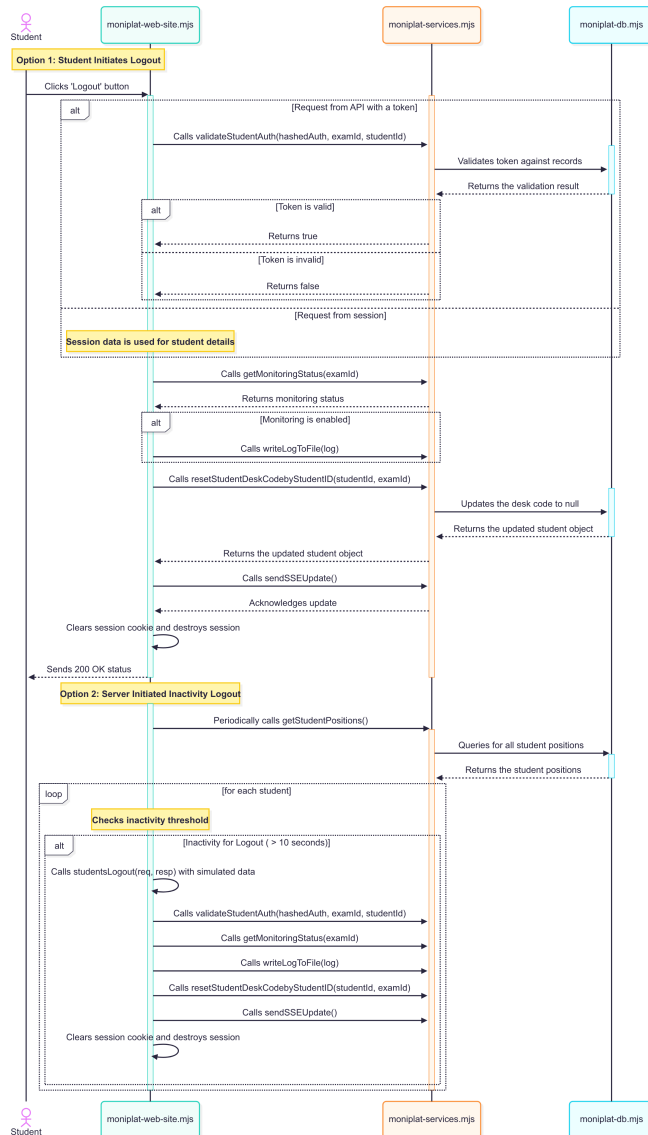 moniplat-web-site.mjs
moniplat-services.mjs
moniplat-db.mjs
Student
Option 1: Student Initiates Logout
Clicks 'Logout' button
alt
[Request from API with a token]
Calls validateStudentAuth(hashedAuth, examId, studentId)
Validates token against records
Returns the validation result
alt
[Token is valid]
Returns true
[Token is invalid]
Returns false
[Request from session]
Session data is used for student details
Calls getMonitoringStatus(examId)
Returns monitoring status
alt
[Monitoring is enabled]
Calls writeLogToFile(log)
Calls resetStudentDeskCodebyStudentID(studentId, examId)
Updates the desk code to null
Returns the updated student object
Returns the updated student object
Calls sendSSEUpdate()
Acknowledges update
Clears session cookie and destroys session
Sends 200 OK status
Option 2: Server Initiated Inactivity Logout
Periodically calls getStudentPositions()
Queries for all student positions
Returns the student positions
loop
[for each student]
Checks inactivity threshold
alt
[Inactivity for Logout ( > 10 seconds)]
Calls studentsLogout(req, resp) with simulated data
Calls validateStudentAuth(hashedAuth, examId, studentId)
Calls getMonitoringStatus(examId)
Calls writeLogToFile(log)
Calls resetStudentDeskCodebyStudentID(studentId, examId)
Calls sendSSEUpdate()
Clears session cookie and destroys session
moniplat-web-site.mjs
moniplat-services.mjs
moniplat-db.mjs
Student